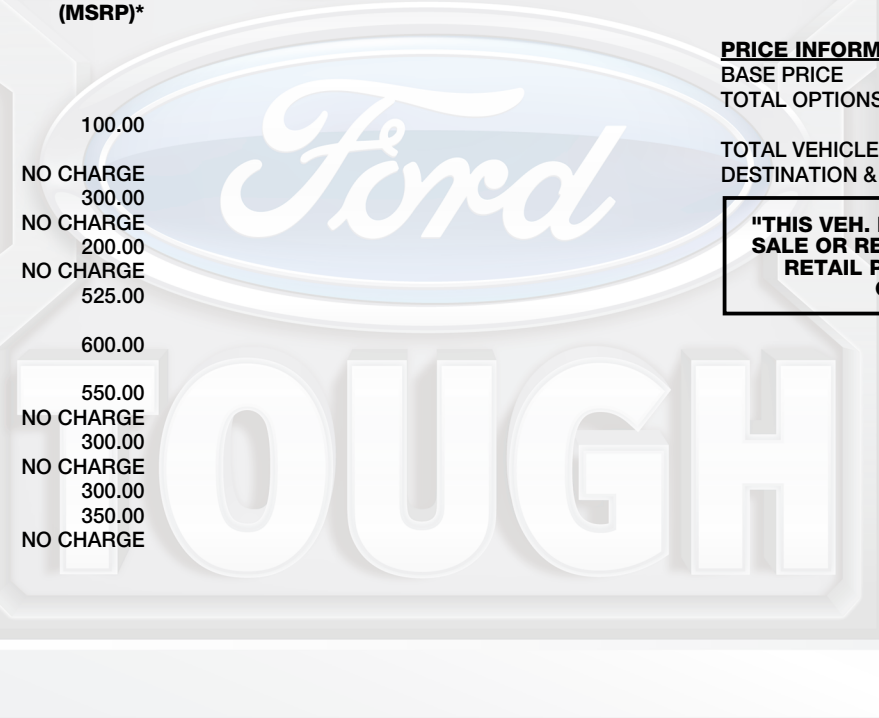 (MSRP)*
100.00
NO CHARGE
300.00
NO CHARGE
200.00
NO CHARGE
525.00
600.00
550.00
NO CHARGE
300.00
NO CHARGE
300.00
350.00
NO CHARGE
PRICE INFORM
BASE PRICE
TOTAL OPTIONS
TOTAL VEHICLE
DESTINATION &
"THIS VEH.
SALE OR RE
RETAIL P
Ford
TOUGH